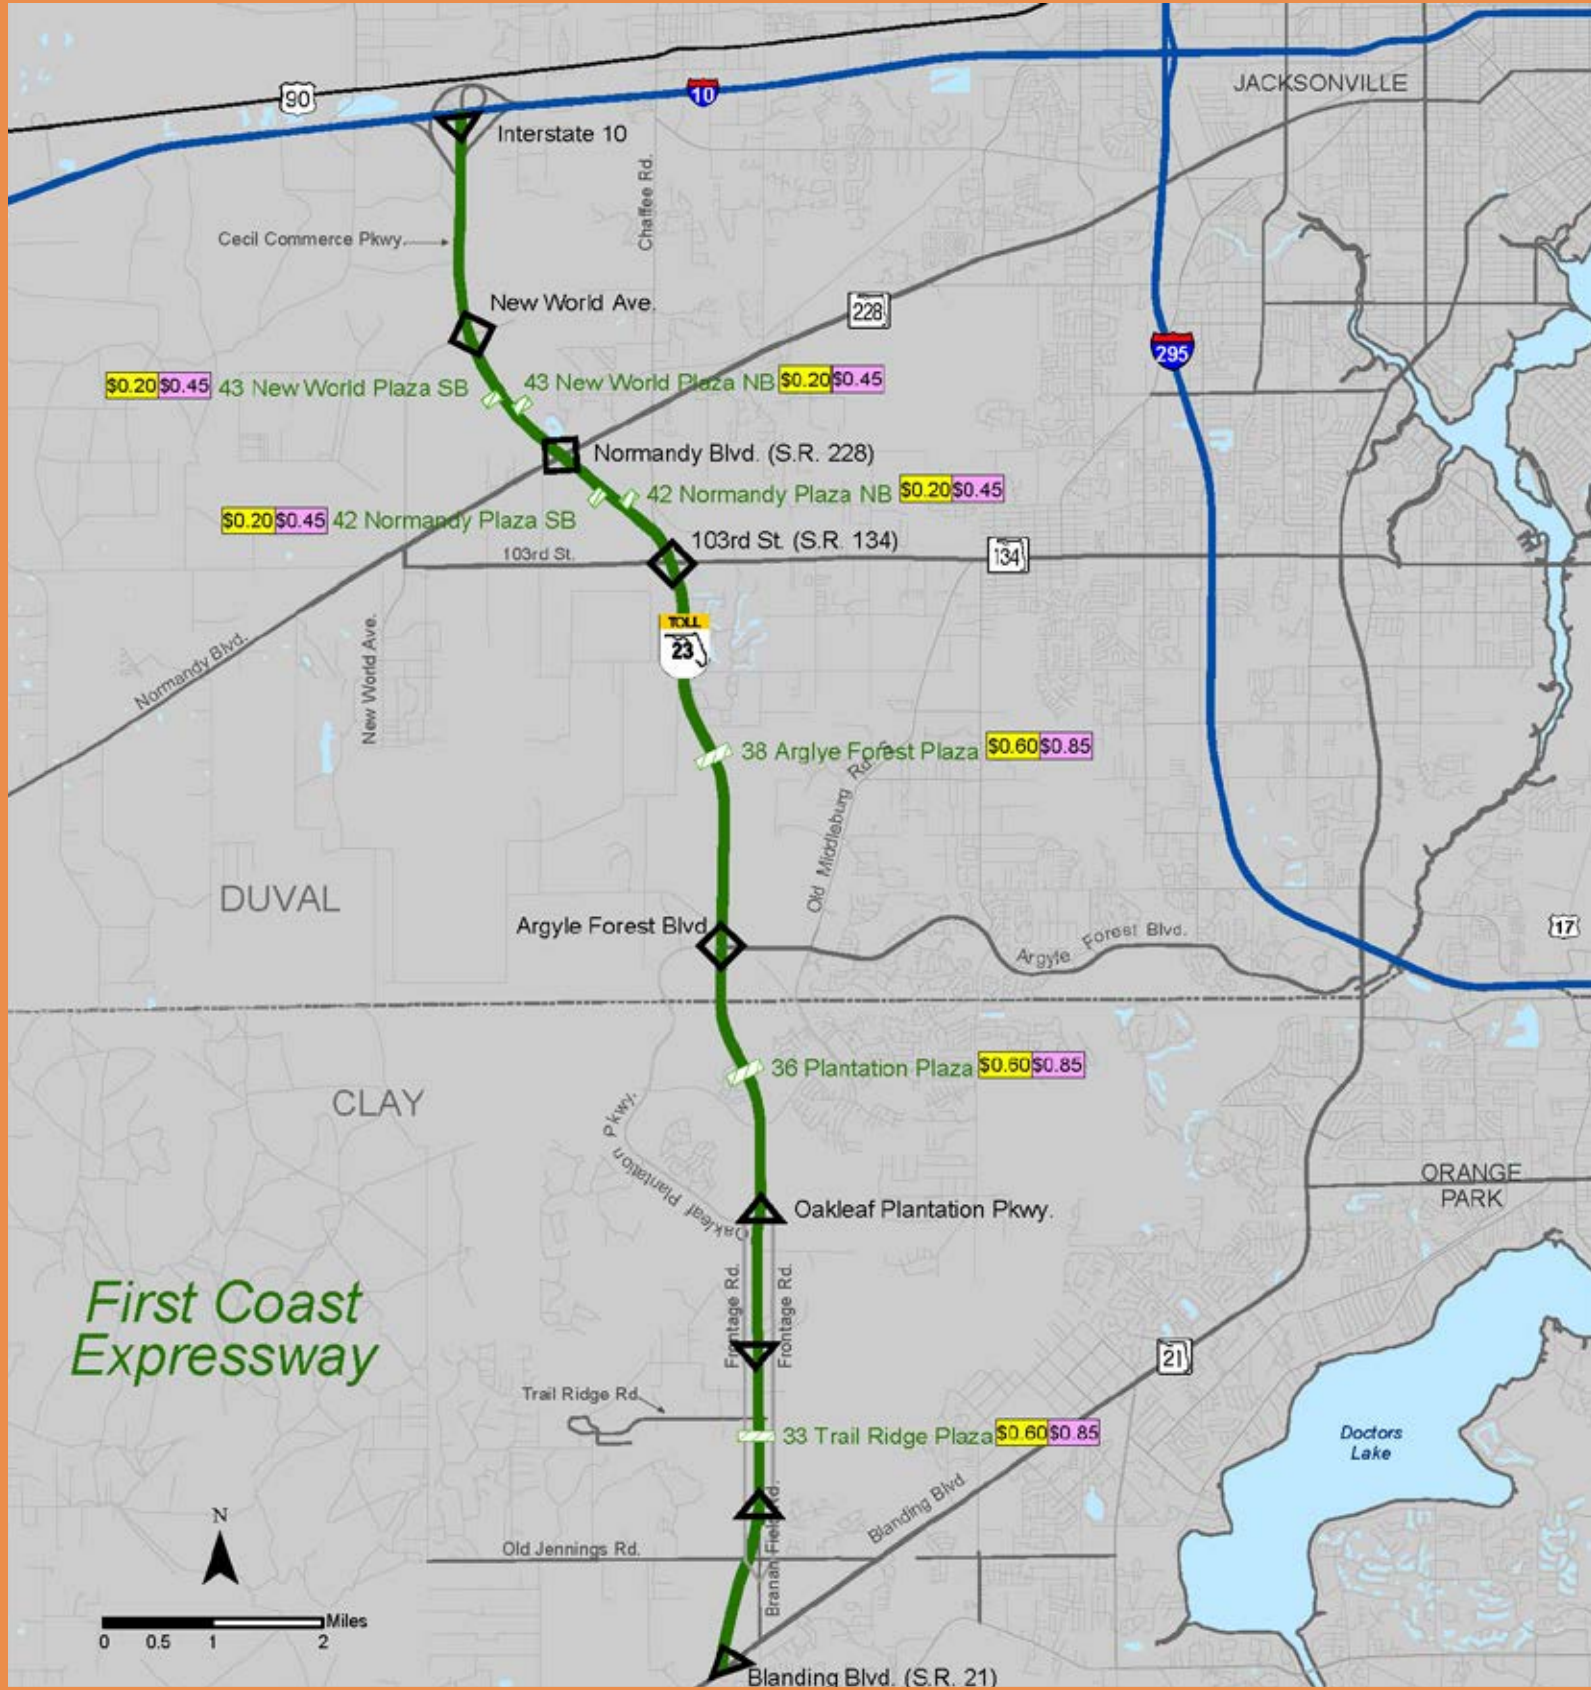 90
10
JACKSONVILLE
Interstate 10
Chaffee Rd.
Cecil Commerce Pkwy.
New World Ave.
228
295
$0.20 $0.45 43 New World Plaza SB
43 New World Plaza NB $0.20 $0.45
Normandy Blvd. (S.R. 228)
42 Normandy Plaza NB $0.20 $0.45
$0.20 $0.45 42 Normandy Plaza SB
103rd St. (S.R. 134)
103rd St.
134
TOLL
23
Normandy Blvd.
New World Ave.
38 Arglye Forest Plaza $0.60 $0.85
Old Middleburg Rd. S
DUVAL
Argyle Forest Blvd
Argyle Forest Blvd.
17
36 Plantation Plaza $0.60 $0.85
CLAY
Oakleaf Plantation Pkwy.
ORANGE
PARK
Oakleaf Plantation Pkwy.
First Coast
Expressway
Frontage Rd.
Frontage Rd.
21
Trail Ridge Rd.
33 Trail Ridge Plaza $0.60 $0.85
Doctors
Lake
Blanding Blvd
N
Old Jennings Rd.
Branan Field Rd.
Miles
0 0.5 1 2
Blanding Blvd. (S.R. 21)